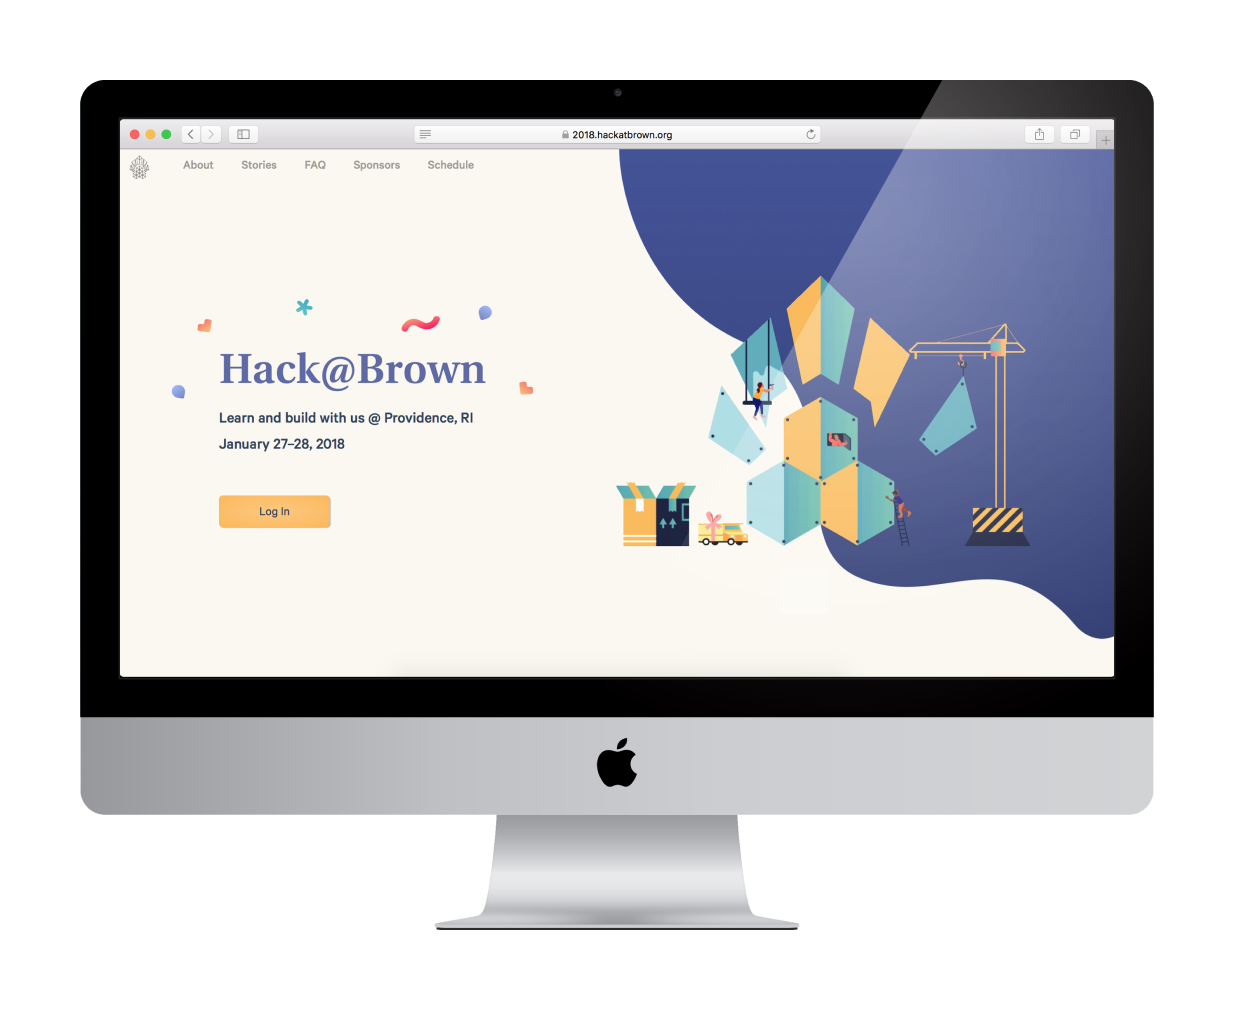 2018.hackatbrown.org
About Stories FAQ Sponsors Schedule
Hack@Brown
Learn and build with us @ Providence, RI
January 27–28, 2018
Log In